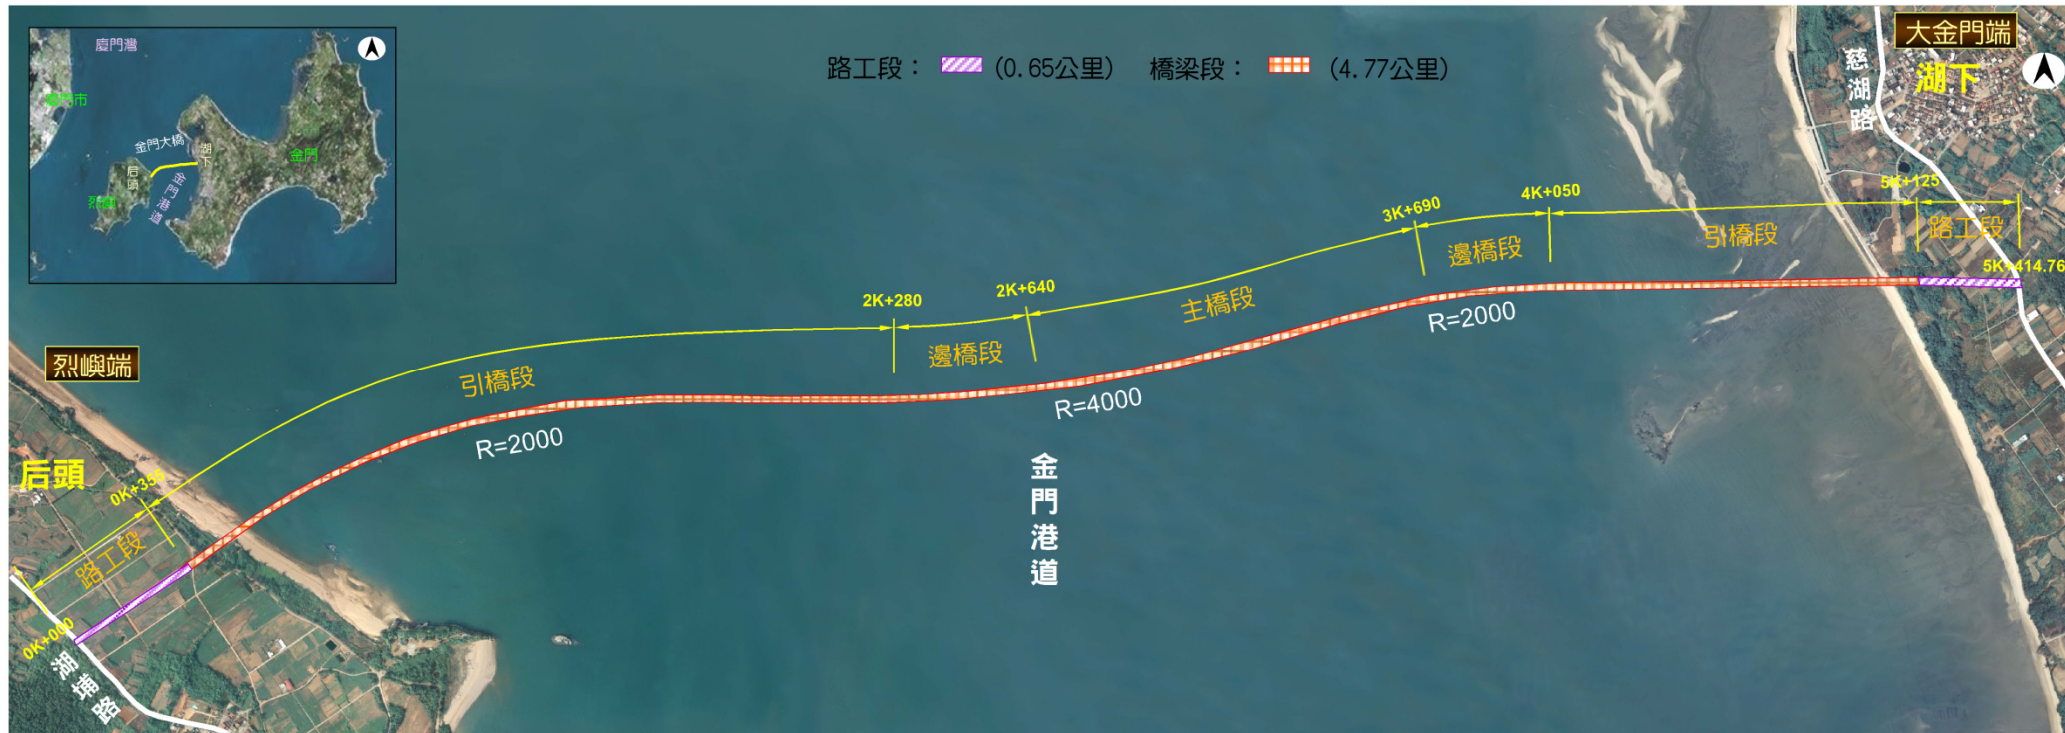 廈門灣
廈門市
金門大橋
湖下
后頭
金門
烈嶼
金門港道
路工段： (0.65公里) 橋梁段： (4.77公里)
大金門端
湖下
慈湖路
5K+125
4K+050
3K+690
路工段
引橋段
邊橋段
5K+414.76
2K+640
2K+280
主橋段
R=2000
邊橋段
烈嶼端
引橋段
R=4000
R=2000
金門港道
后頭
0K+355
路工段
0K+000
湖埔路